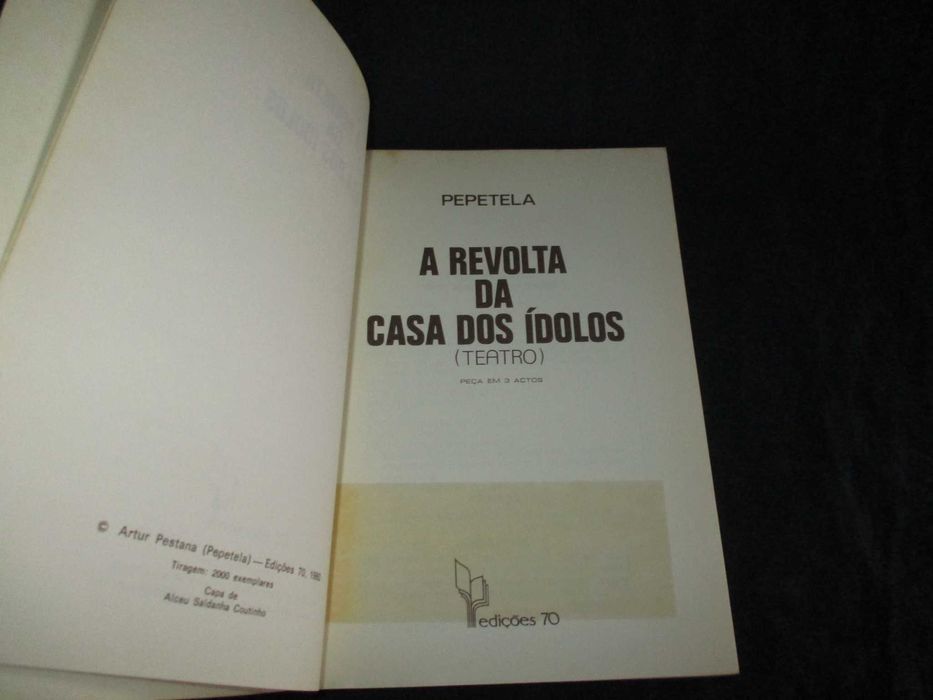 © Artur Pestana (Pepetela) — Edições 70, 1980
Tiragem: 2000 exemplares
Capa de
Alceu Saldanha Coutinho
PEPETELA
A REVOLTA
DA
CASA DOS ÍDOLOS
(TEATRO)
PEÇA EM 3 ACTOS
edições 70